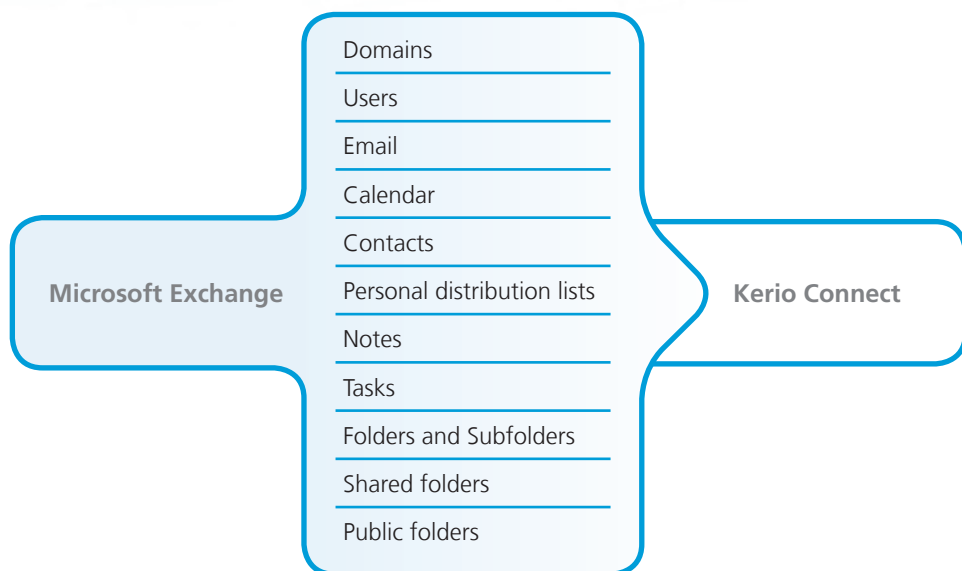 Domains
Users
Email
Calendar
Contacts
Microsoft Exchange
Personal distribution lists
Kerio Connect
Notes
Tasks
Folders and Subfolders
Shared folders
Public folders